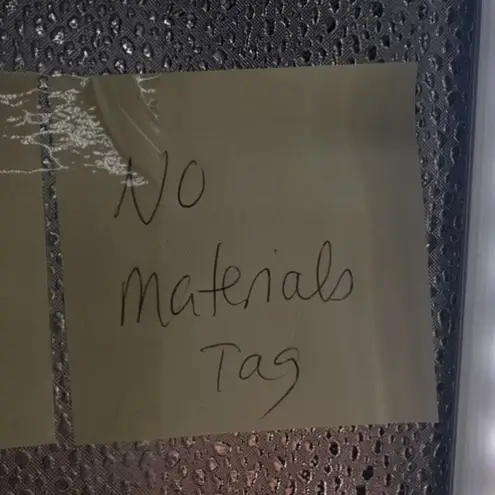 No
materials
Tag